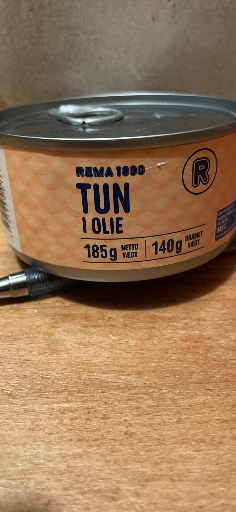 REMA 1000
R
TUN
I OLIE
185g NETTO VÆGT 140g DRÆNET VÆGT